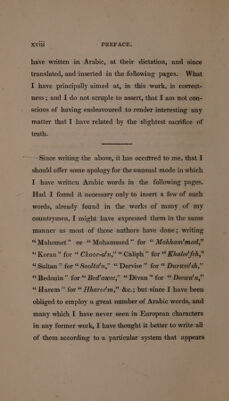 xviii PREFACE.
have written in Arabic, at their dictation, and since
translated, and inserted in the following pages. What
I have principally aimed at, in this work, is correct-
ness; and I do not scruple to assert, that I am not con-
scious of having endeavoured to render interesting any
matter that I have related by the slightest sacrifice of
truth.
Since writing the above, it has occurred to me, that I
should offer some apology for the unusual mode in which
I have written Arabic words in the following pages.
Had I found it necessary only to insert a few of such
words, already found in the works of many of my
countrymen, I might have expressed them in the same
manner as most of those authors have done; writing
"Mahomet" or "Mohammed" for "Mohham'mad,"
"Koran" for "Ckoor-a'n," "Caliph" for "Khalee'feh,"
"Sultan" for "Soolta'n," "Dervise" for "Durwee'sh,"
"Bedouin" for "Bed'awee," "Divan" for "Deewa'n,"
"Harem" for "Hharee'm," &c.; but since I have been
obliged to employ a great number of Arabic words, and
many which I have never seen in European characters
in any former work, I have thought it better to write all
of them according to a particular system that appears